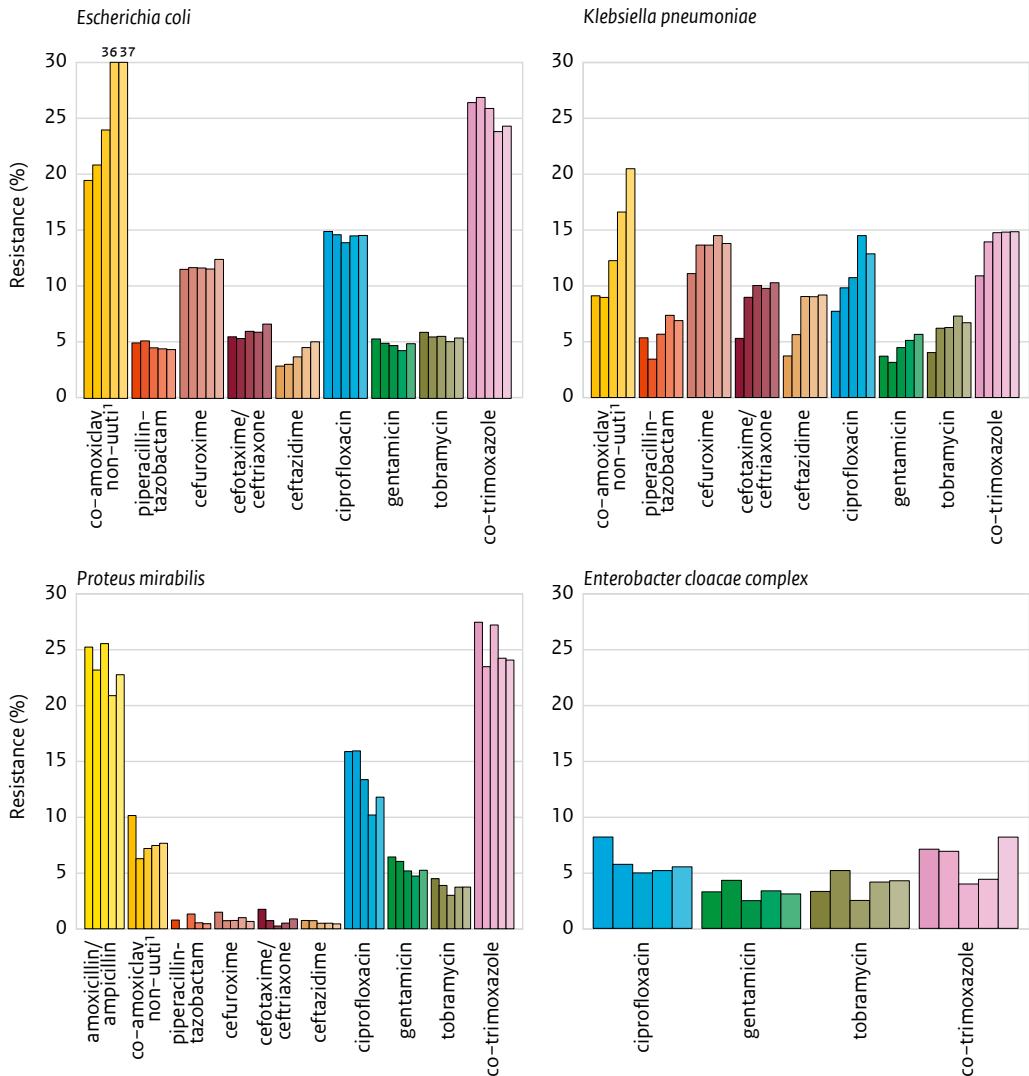 Escherichia coli
36 37
30
25
20
15
10
5
0
Resistance (%)
co-amoxiclav
non-uuti¹
piperacillin-
tazobactam
cefuroxime
cefotaxime/
ceftriaxone
ceftazidime
ciprofloxacin
gentamicin
tobramycin
co-trimoxazole
Klebsiella pneumoniae
30
25
20
15
10
5
0
co-amoxiclav
non-uuti¹
piperacillin-
tazobactam
cefuroxime
cefotaxime/
ceftriaxone
ceftazidime
ciprofloxacin
gentamicin
tobramycin
co-trimoxazole
Proteus mirabilis
30
25
20
15
10
5
0
Resistance (%)
amoxicillin/
ampicillin
co-amoxiclav
non-uuti¹
piperacillin-
tazobactam
cefuroxime
cefotaxime/
ceftriaxone
ceftazidime
ciprofloxacin
gentamicin
tobramycin
co-trimoxazole
Enterobacter cloacae complex
30
25
20
15
10
5
0
ciprofloxacin
gentamicin
tobramycin
co-trimoxazole